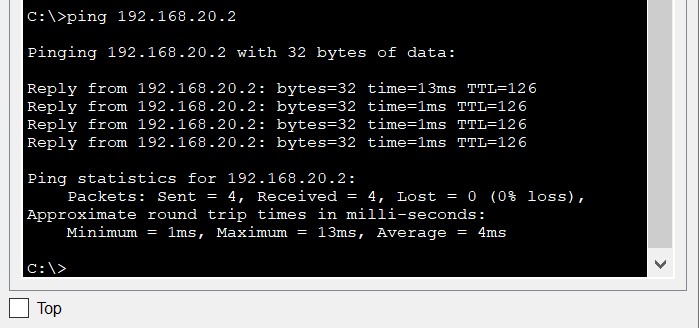 C:\>ping 192.168.20.2
Pinging 192.168.20.2 with 32 bytes of data:
Reply from 192.168.20.2: bytes=32 time=13ms TTL=126
Reply from 192.168.20.2: bytes=32 time=1ms TTL=126
Reply from 192.168.20.2: bytes=32 time=1ms TTL=126
Reply from 192.168.20.2: bytes=32 time=1ms TTL=126
Ping statistics for 192.168.20.2:
Packets: Sent = 4, Received = 4, Lost = 0 (0% loss),
Approximate round trip times in milli-seconds:
Minimum = 1ms, Maximum = 13ms, Average = 4ms
C:\>
Top